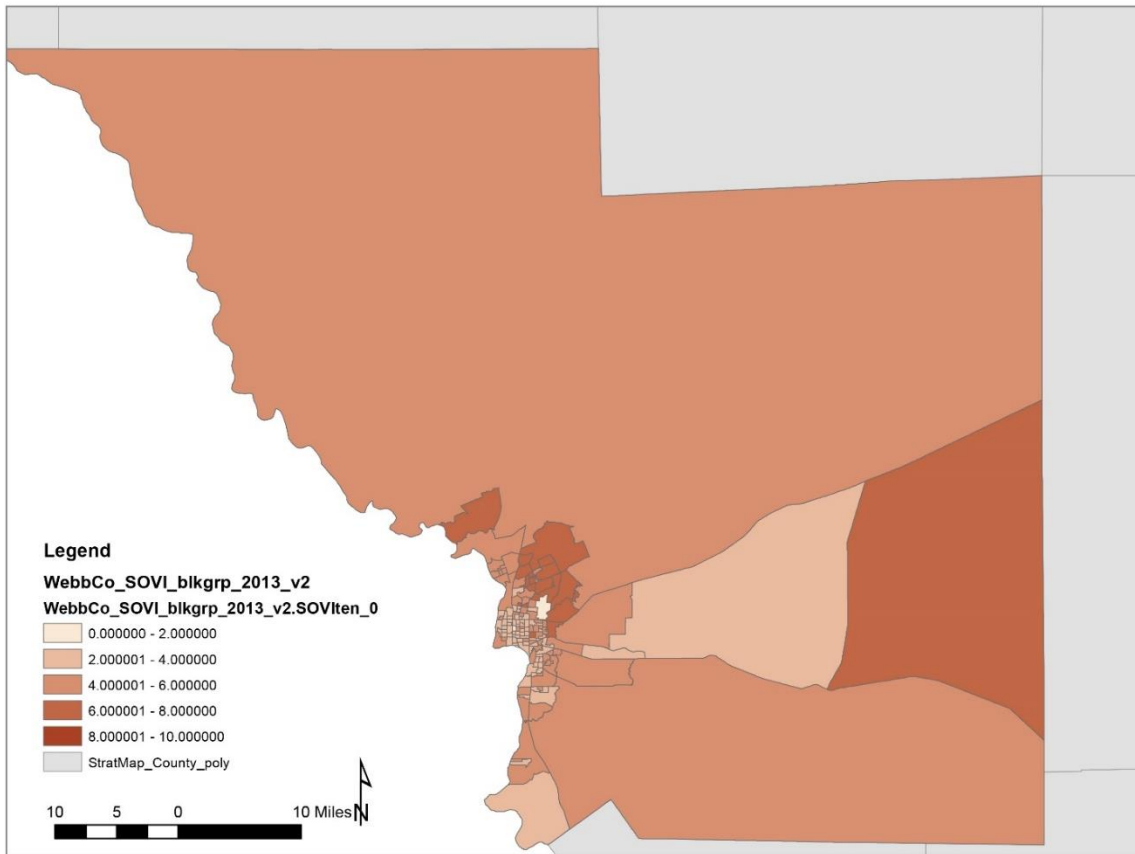 Legend
WebbCo_SOVI_blkgrp_2013_v2
WebbCo_SOVI_blkgrp_2013_v2.SOVIten_0
0.000000 - 2.000000
2.000001 - 4.000000
4.000001 - 6.000000
6.000001 - 8.000000
8.000001 - 10.000000
StratMap_County_poly
10 5 0 10 Miles
N